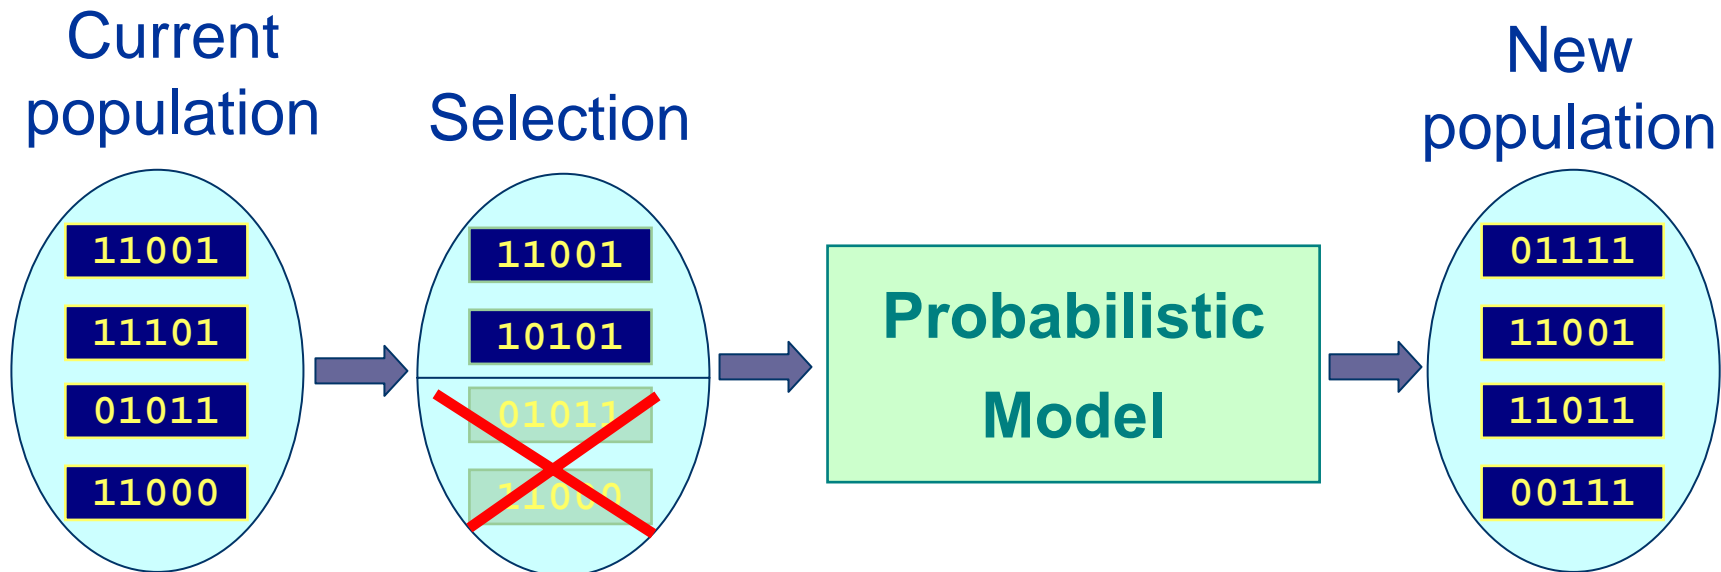 Current
population
11001
11101
01011
11000
Selection
11001
10101
01011
11000
Probabilistic
Model
New
population
01111
11001
11011
00111